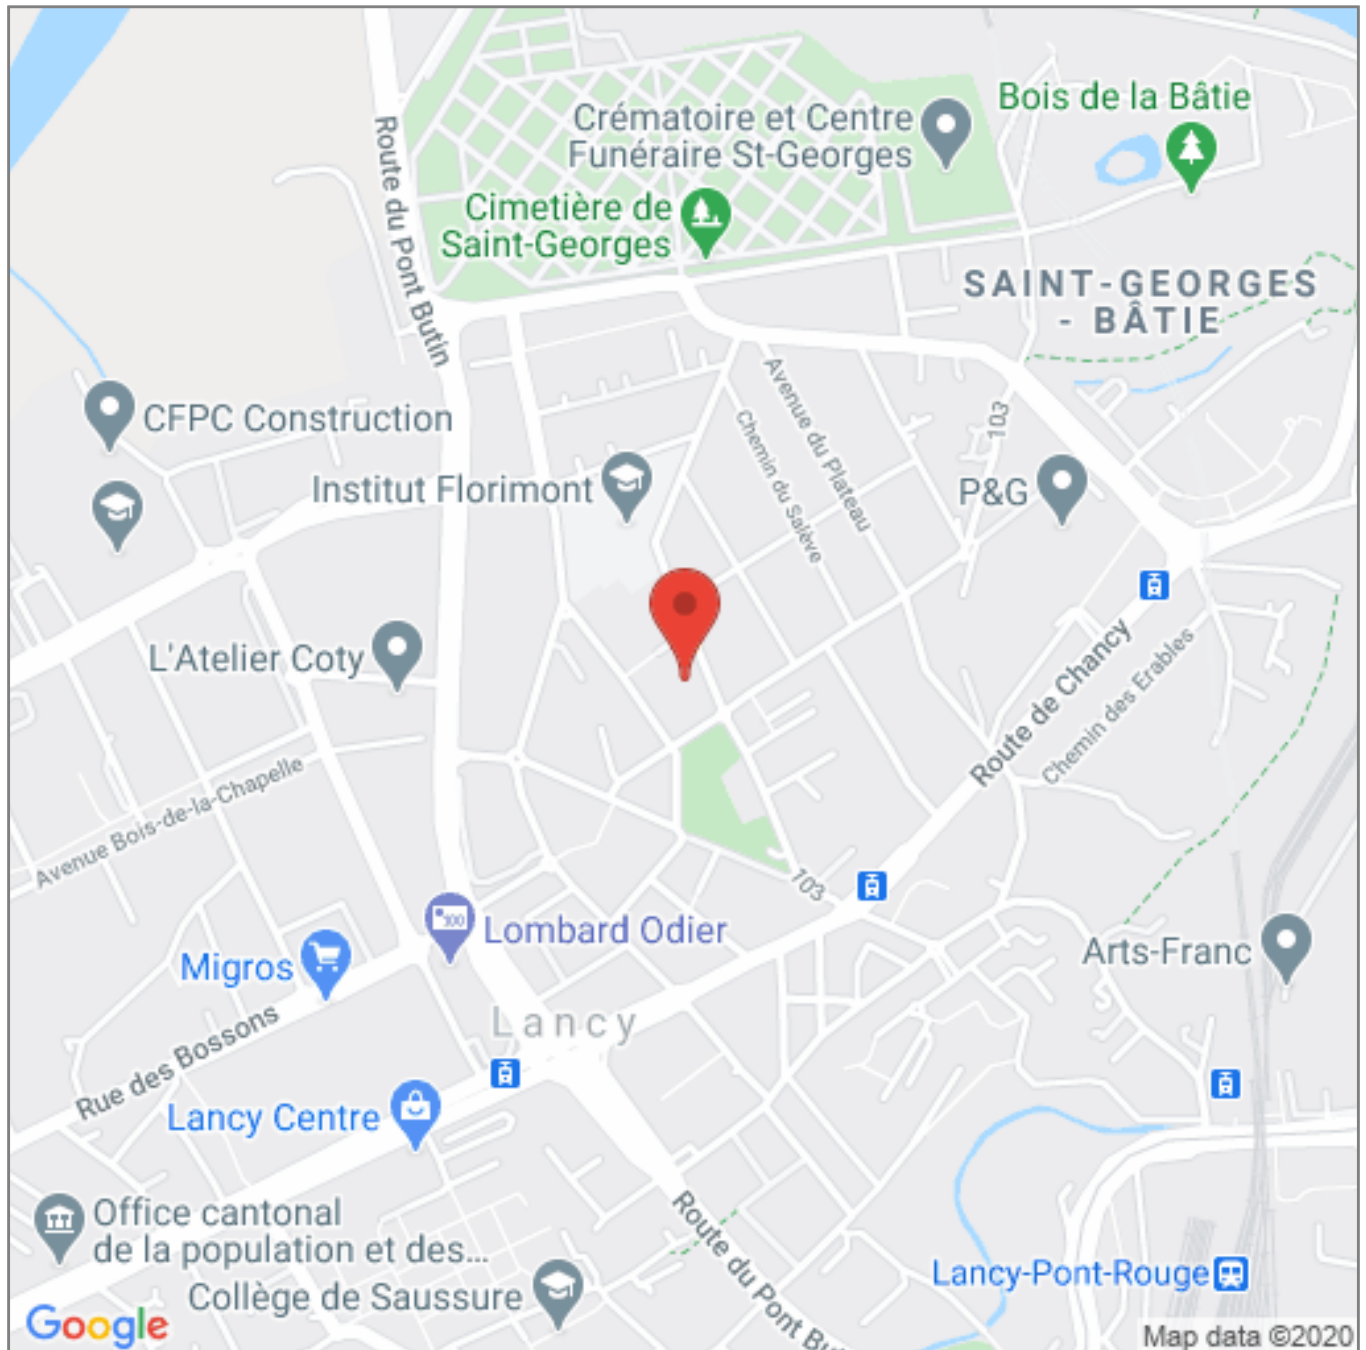 Bois de la Bâtie
Crématoire et Centre
Funéraire St-Georges
Route du Pont Butin
Cimetière de
Saint-Georges
SAINT-GEORGES
- BÂTIE
CFPC Construction
Avenue du Plateau
103
Chemin du Salève
Institut Florimont
P&G
L'Atelier Coty
Route de Chancy
Chemin des Erables
Avenue Bois-de-la-Chapelle
103
100
Lombard Odier
Migros
Arts-Franc
Lancy
Rue des Bossons
Lancy Centre
Office cantonal
de la population et des...
Route du Pont Bu
Lancy-Pont-Rouge
Collège de Saussure
Google
Map data ©2020